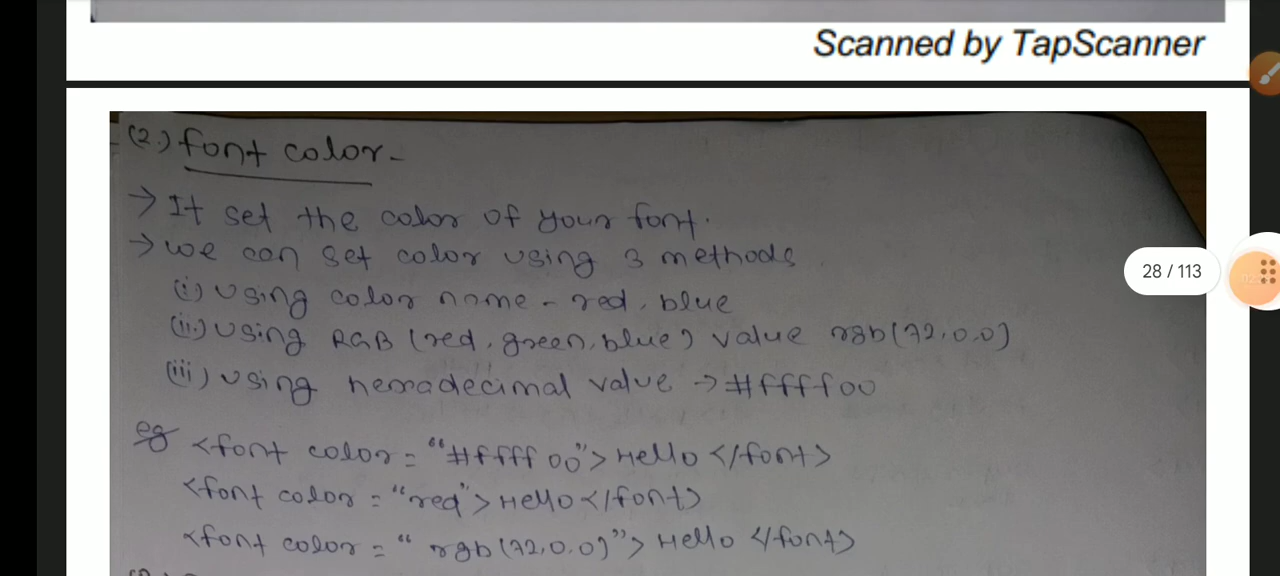 Scanned by TapScanner
(2.) font color-
→ It set the color of your font.
→ we can set color using 3 methods
(i) using color name - red, blue
(ii) using RGB (red, green, blue) value rgb(72,0,0)
(iii) using hexadecimal value → #ffff00
28 / 113
eg <font color = "#ffff00"> Hello </font>
<font color = "red"> Hello </font>
<font color = " rgb(72,0,0)"> Hello </font>